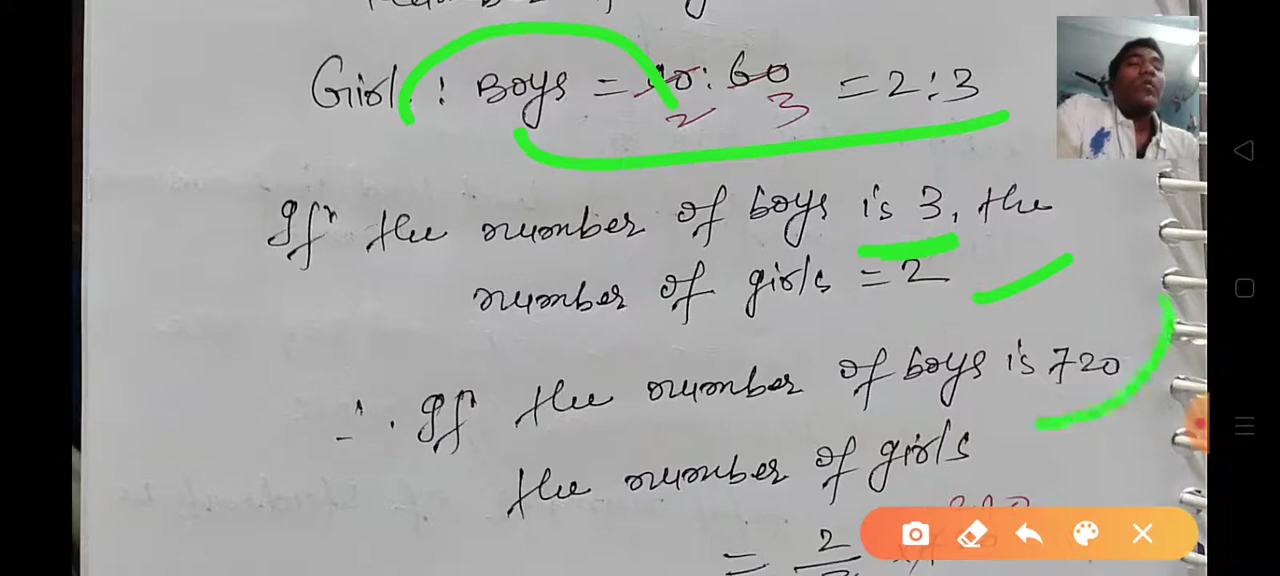 Girls : Boys = 40 : 60 = 2 : 3
2 3
If the number of boys is 3, the
number of girls = 2
∴ If the number of boys is 720
the number of girls
= 2